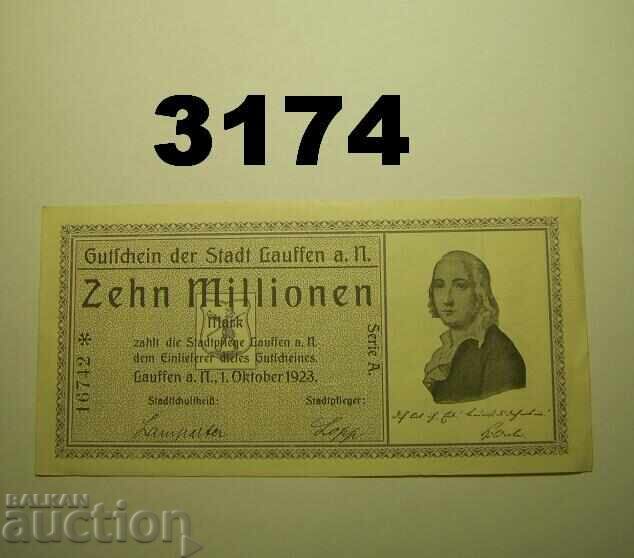 3174
Gutschein der Stadt Lauffen a. N.
Zehn Millionen
Mark
zahlt die Stadtpflege Lauffen a. N.
dem Einlieferer dieses Gutscheines.
Lauffen a. N., 1. Oktober 1923.
Stadtschultheiß: Stadtpfleger:
Lamparter
16742 *
Serie A.
BALKAN
auction